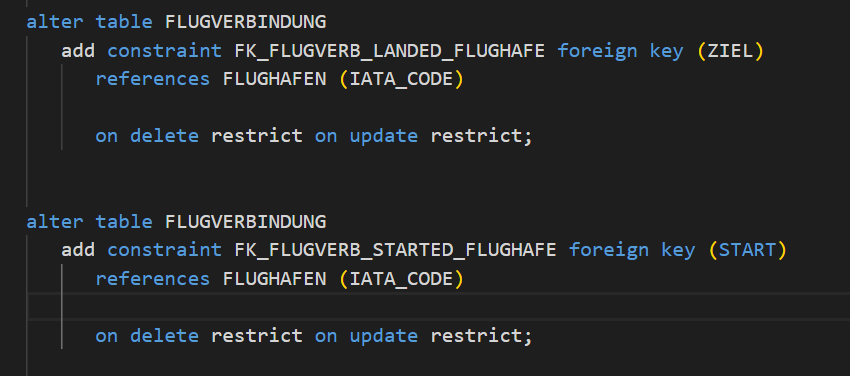 alter table FLUGVERBINDUNG
add constraint FK_FLUGVERB_LANDED_FLUGHAFE foreign key (ZIEL)
references FLUGHAFEN (IATA_CODE)
on delete restrict on update restrict;
alter table FLUGVERBINDUNG
add constraint FK_FLUGVERB_STARTED_FLUGHAFE foreign key (START)
references FLUGHAFEN (IATA_CODE)
on delete restrict on update restrict;